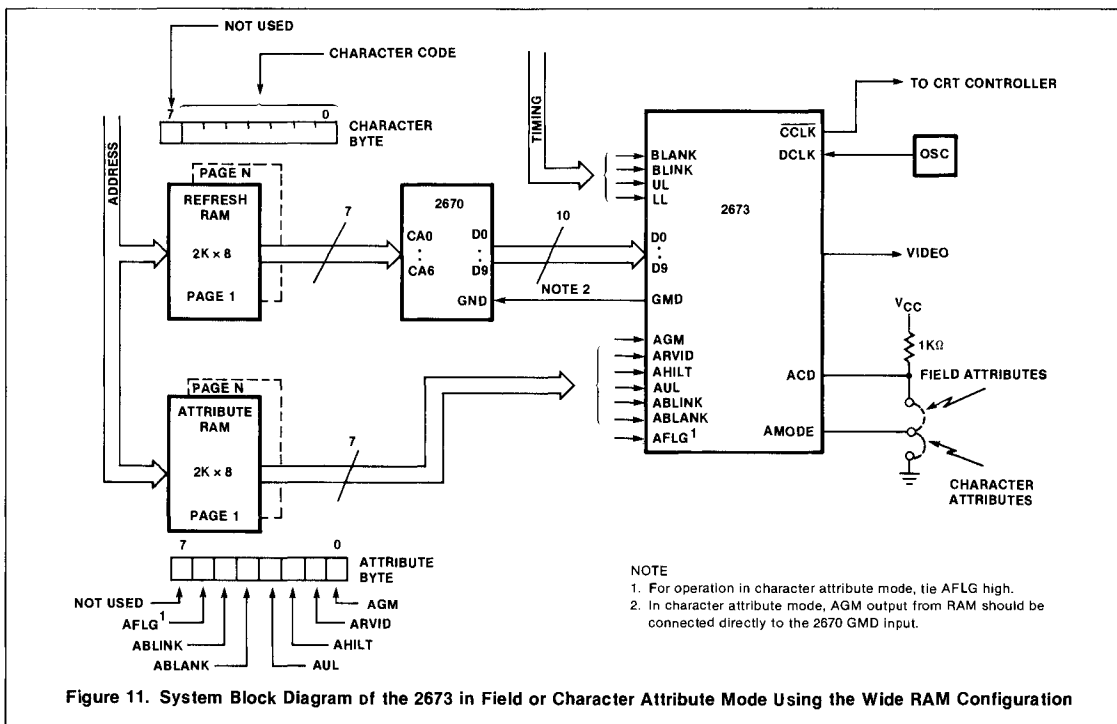 NOT USED
CHARACTER CODE
7
0
CHARACTER
BYTE
ADDRESS
PAGE N
REFRESH
RAM
2K × 8
PAGE 1
7
2670
CA0
:
CA6
D0
:
D9
GND
10
NOTE 2
TIMING
BLANK
BLINK
UL
LL
D0
:
D9
GMD
AGM
ARVID
AHILT
AUL
ABLINK
ABLANK
AFLG¹
2673
CCLK
DCLK
ACD
AMODE
TO CRT CONTROLLER
OSC
VIDEO
VCC
1KΩ
FIELD ATTRIBUTES
CHARACTER
ATTRIBUTES
PAGE N
ATTRIBUTE
RAM
2K × 8
PAGE 1
7
7
0
ATTRIBUTE
BYTE
NOT USED
AFLG¹
ABLINK
ABLANK
AGM
ARVID
AHILT
AUL
NOTE
1. For operation in character attribute mode, tie AFLG high.
2. In character attribute mode, AGM output from RAM should be
connected directly to the 2670 GMD input.
Figure 11. System Block Diagram of the 2673 in Field or Character Attribute Mode Using the Wide RAM Configuration